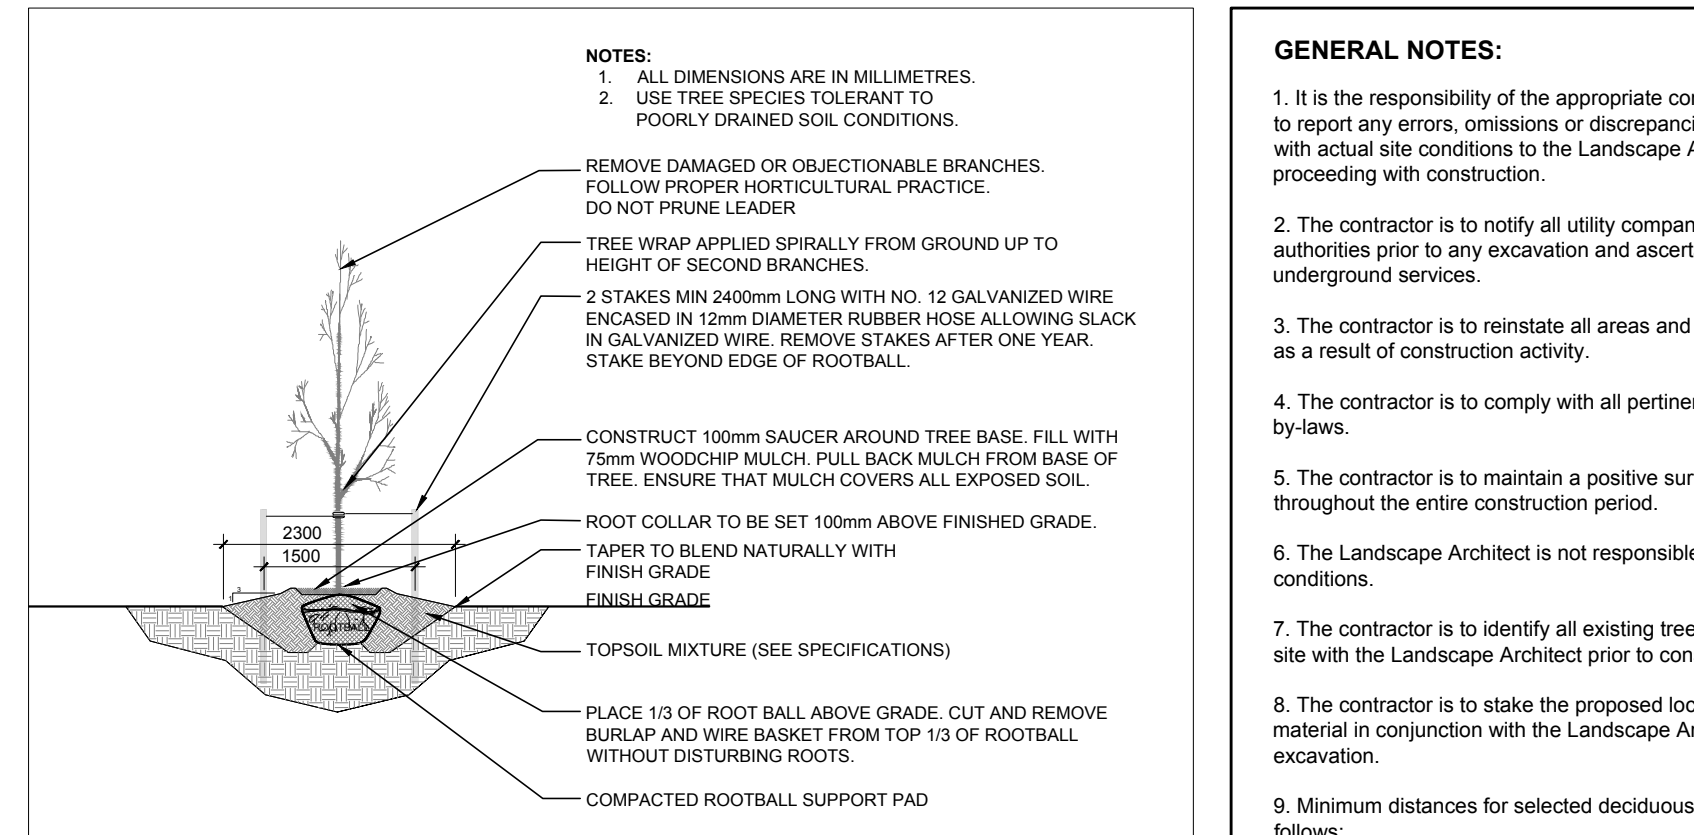 NOTES:
1. ALL DIMENSIONS ARE IN MILLIMETRES.
2. USE TREE SPECIES TOLERANT TO
POORLY DRAINED SOIL CONDITIONS.
REMOVE DAMAGED OR OBJECTIONABLE BRANCHES.
FOLLOW PROPER HORTICULTURAL PRACTICE.
DO NOT PRUNE LEADER
TREE WRAP APPLIED SPIRALLY FROM GROUND UP TO
HEIGHT OF SECOND BRANCHES.
2 STAKES MIN 2400mm LONG WITH NO. 12 GALVANIZED WIRE
ENCASED IN 12mm DIAMETER RUBBER HOSE ALLOWING SLACK
IN GALVANIZED WIRE. REMOVE STAKES AFTER ONE YEAR.
STAKE BEYOND EDGE OF ROOTBALL.
CONSTRUCT 100mm SAUCER AROUND TREE BASE. FILL WITH
75mm WOODCHIP MULCH. PULL BACK MULCH FROM BASE OF
TREE. ENSURE THAT MULCH COVERS ALL EXPOSED SOIL.
ROOT COLLAR TO BE SET 100mm ABOVE FINISHED GRADE.
TAPER TO BLEND NATURALLY WITH
FINISH GRADE
FINISH GRADE
TOPSOIL MIXTURE (SEE SPECIFICATIONS)
PLACE 1/3 OF ROOT BALL ABOVE GRADE. CUT AND REMOVE
BURLAP AND WIRE BASKET FROM TOP 1/3 OF ROOTBALL
WITHOUT DISTURBING ROOTS.
COMPACTED ROOTBALL SUPPORT PAD
2300
1500
3
1
ROOTBALL
GENERAL NOTES:
1. It is the responsibility of the appropriate co
to report any errors, omissions or discrepanci
with actual site conditions to the Landscape A
proceeding with construction.
2. The contractor is to notify all utility compan
authorities prior to any excavation and ascert
underground services.
3. The contractor is to reinstate all areas and
as a result of construction activity.
4. The contractor is to comply with all pertine
by-laws.
5. The contractor is to maintain a positive sur
throughout the entire construction period.
6. The Landscape Architect is not responsible
conditions.
7. The contractor is to identify all existing tree
site with the Landscape Architect prior to con
8. The contractor is to stake the proposed loc
material in conjunction with the Landscape Ar
excavation.
9. Minimum distances for selected deciduous
follows: